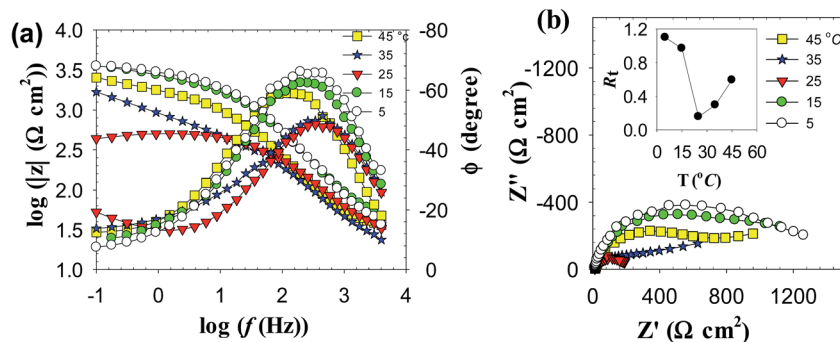 (a)
4.0
3.5
3.0
2.5
2.0
1.5
1.0
log (|z| (Ω cm²)
-1 0 1 2 3 4
log (f (Hz))
-80
-60
-40
-20
0
ϕ (degree)
45 °c
35
25
15
5
(b)
-1500
-1200
-800
-400
0
Z'' (Ω cm²)
0 400 800 1200
Z' (Ω cm²)
1.2
0.8
0.4
0.0
Rt
0 15 30 45 60
T (°C)
45 °C
35
25
15
5